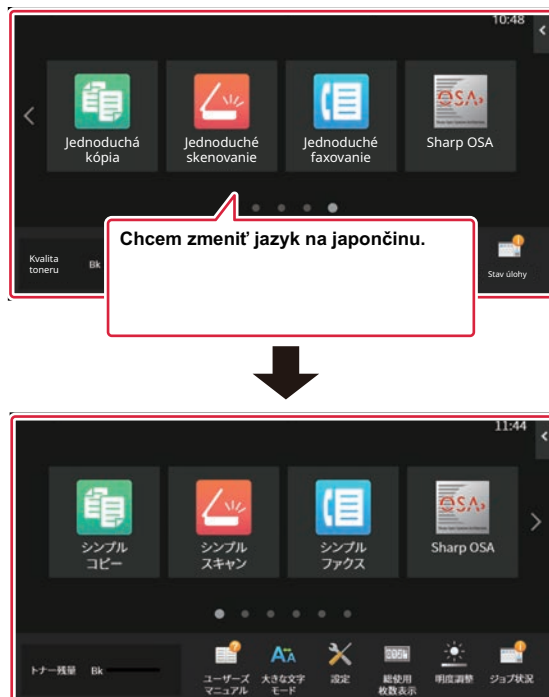 10:48
Jednoduchá
kópia
Jednoduché
skenovanie
Jednoduché
faxovanie
OSA
Sharp OSA
Chcem zmeniť jazyk na japončinu.
Kvalita
toneru
Bk
Stav úlohy
11:44
シンプル
コピー
シンプル
スキャン
シンプル
ファクス
OSA
Sharp OSA
トナー残量 Bk
ユーザーズ
マニュアル
大きな文字
モード
設定
総使用
枚数表示
明度調整
ジョブ状況